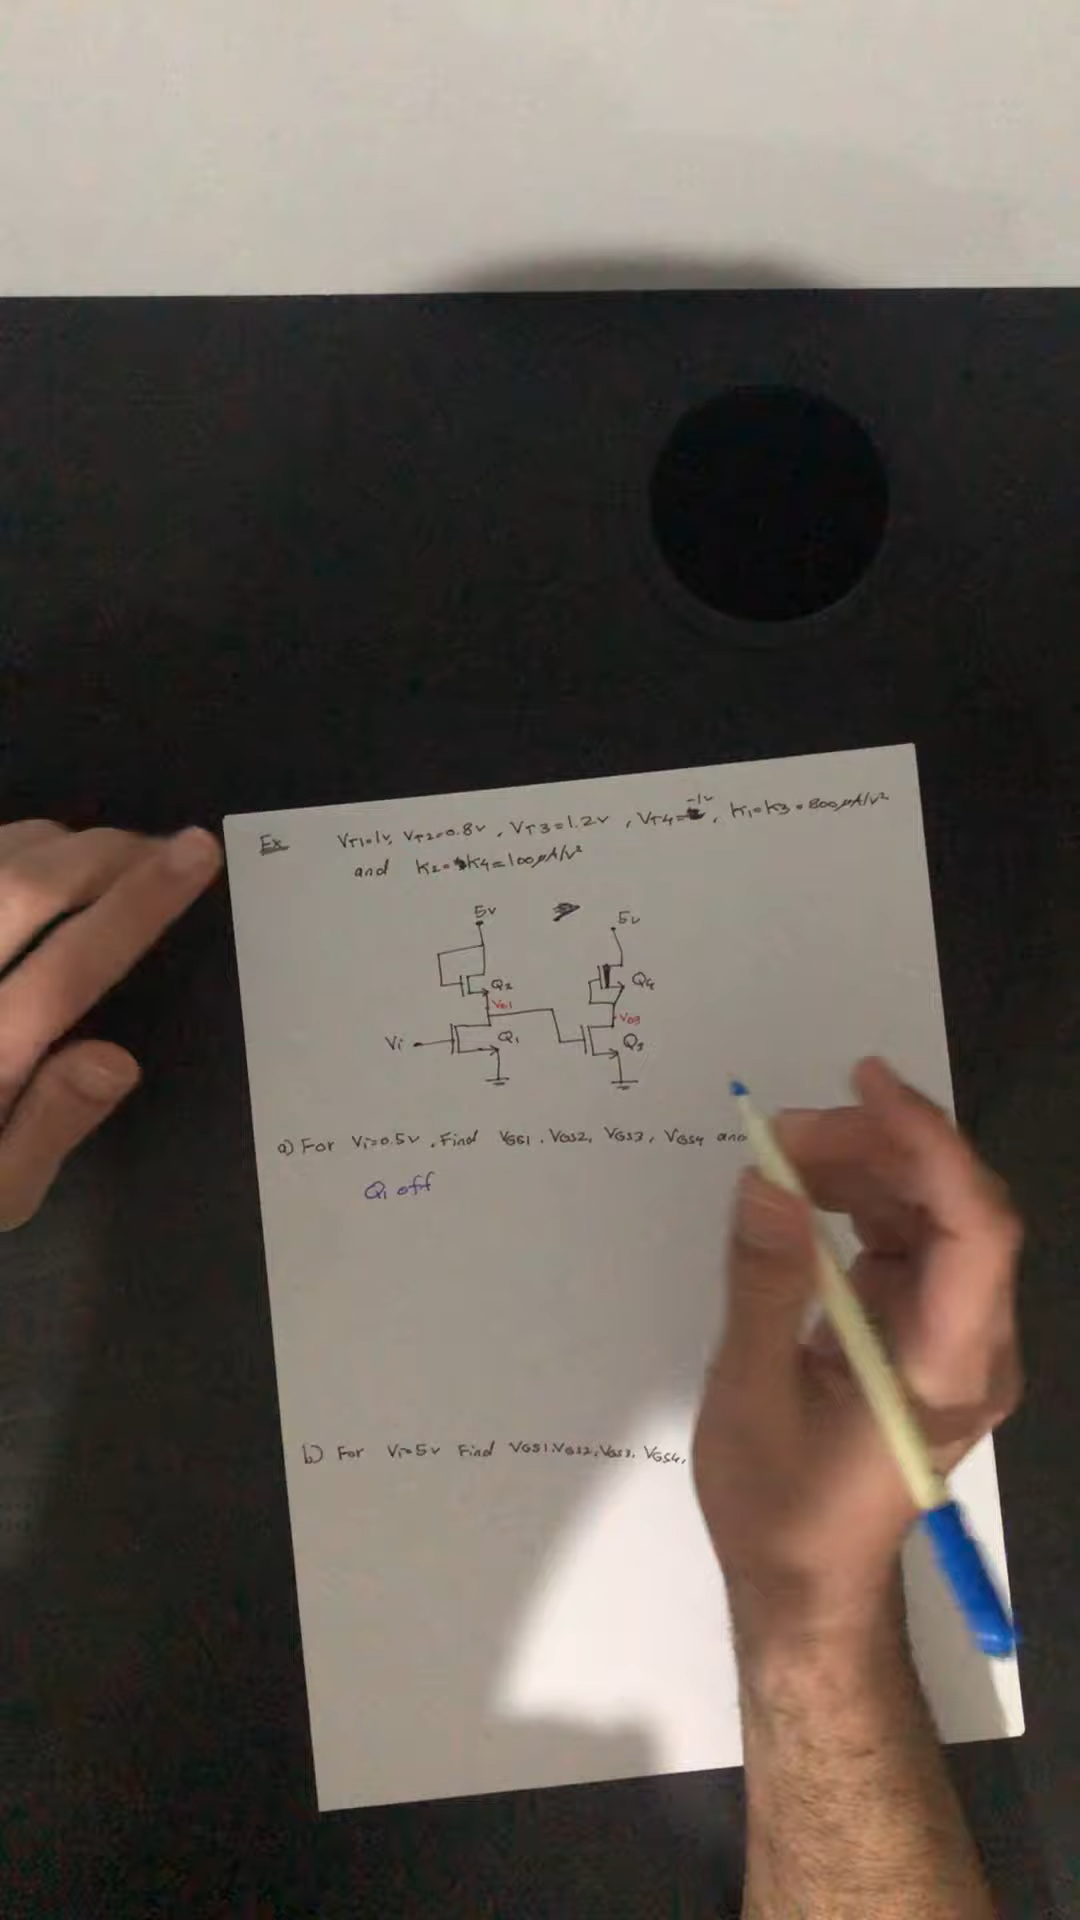 Ex VT1=1V, VT2=0.8V, VT3=1.2V, VT4=-1V, K1=K3=800μA/V²
and K2=K4=100μA/V²
5V
5V
Q2
Q4
Vo1
Vo3
Vi
Q1
Q3
a) For Vi=0.5V, Find VGS1, VGS2, VGS3, VGS4 and
Q1 off
b) For Vi=5V Find VGS1, VGS2, VGS3, VGS4,